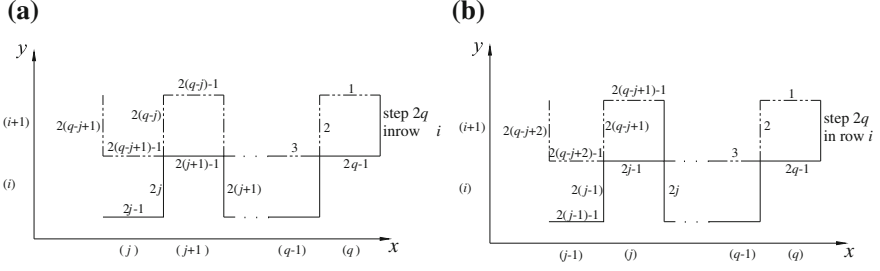 (a)
y
1
2(q-j)-1
step 2q
inrow i
(i+1)
2(q-j+1)
2(q-j)
2
2(q-j+1)-1
3
2(j+1)-1
2q-1
(i)
2j
2(j+1)
2j-1
(j)
(j+1)
(q-1)
(q)
x
(b)
y
2(q-j+1)-1
1
step 2q
in row i
(i+1)
2(q-j+2)
2(q-j+1)
2
2(q-j+2)-1
3
2j-1
2q-1
(i)
2(j-1)
2j
2(j-1)-1
(j-1)
(j)
(q-1)
(q)
x